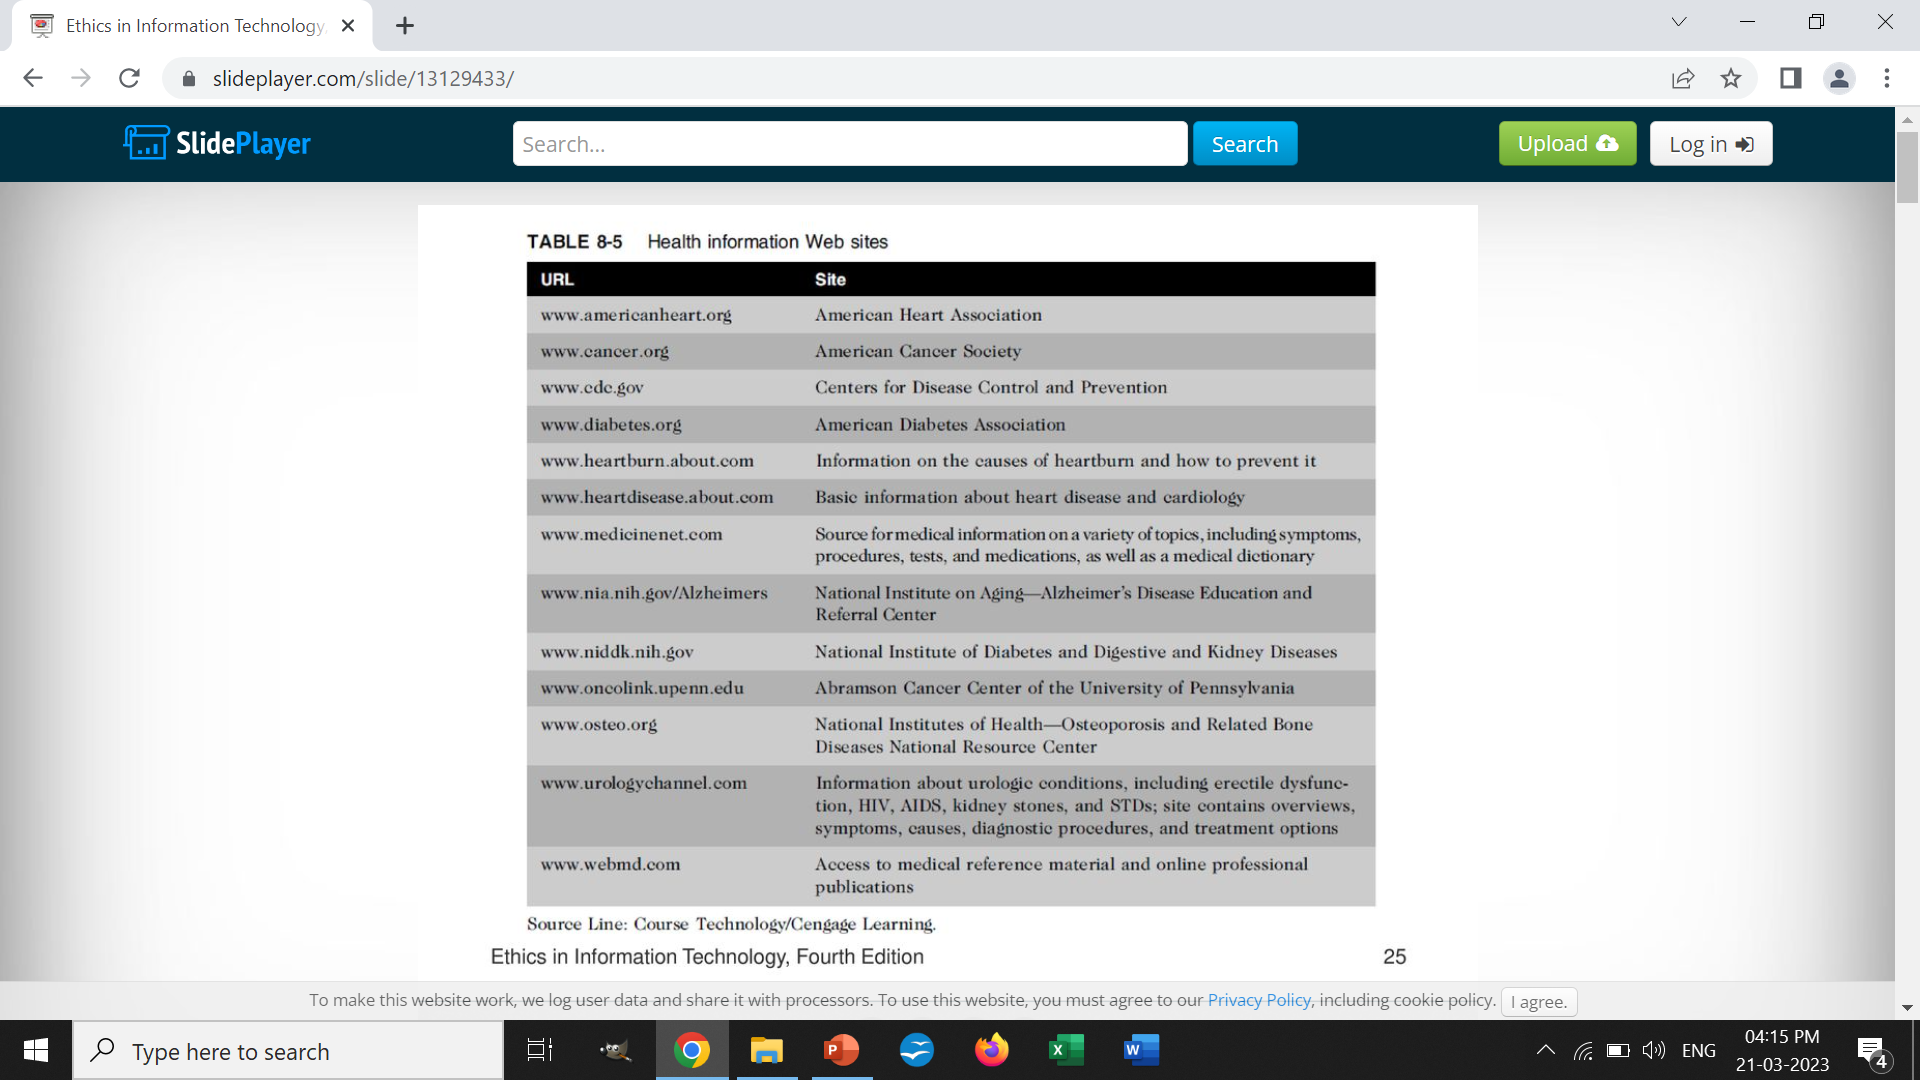 Ethics in Information Technology,
slideplayer.com/slide/13129433/
SlidePlayer
Search...
Search
Upload
Log in
TABLE 8-5 Health information Web sites
URL Site
www.americanheart.org American Heart Association
www.cancer.org American Cancer Society
www.cdc.gov Centers for Disease Control and Prevention
www.diabetes.org American Diabetes Association
www.heartburn.about.com Information on the causes of heartburn and how to prevent it
www.heartdisease.about.com Basic information about heart disease and cardiology
www.medicinenet.com Source for medical information on a variety of topics, including symptoms,
procedures, tests, and medications, as well as a medical dictionary
www.nia.nih.gov/Alzheimers National Institute on Aging—Alzheimer's Disease Education and
Referral Center
www.niddk.nih.gov National Institute of Diabetes and Digestive and Kidney Diseases
www.oncolink.upenn.edu Abramson Cancer Center of the University of Pennsylvania
www.osteo.org National Institutes of Health—Osteoporosis and Related Bone
Diseases National Resource Center
www.urologychannel.com Information about urologic conditions, including erectile dysfunc-
tion, HIV, AIDS, kidney stones, and STDs; site contains overviews,
symptoms, causes, diagnostic procedures, and treatment options
www.webmd.com Access to medical reference material and online professional
publications
Source Line: Course Technology/Cengage Learning.
Ethics in Information Technology, Fourth Edition 25
To make this website work, we log user data and share it with processors. To use this website, you must agree to our Privacy Policy, including cookie policy. I agree.
Type here to search
P
X
W
ENG
04:15 PM
21-03-2023
4